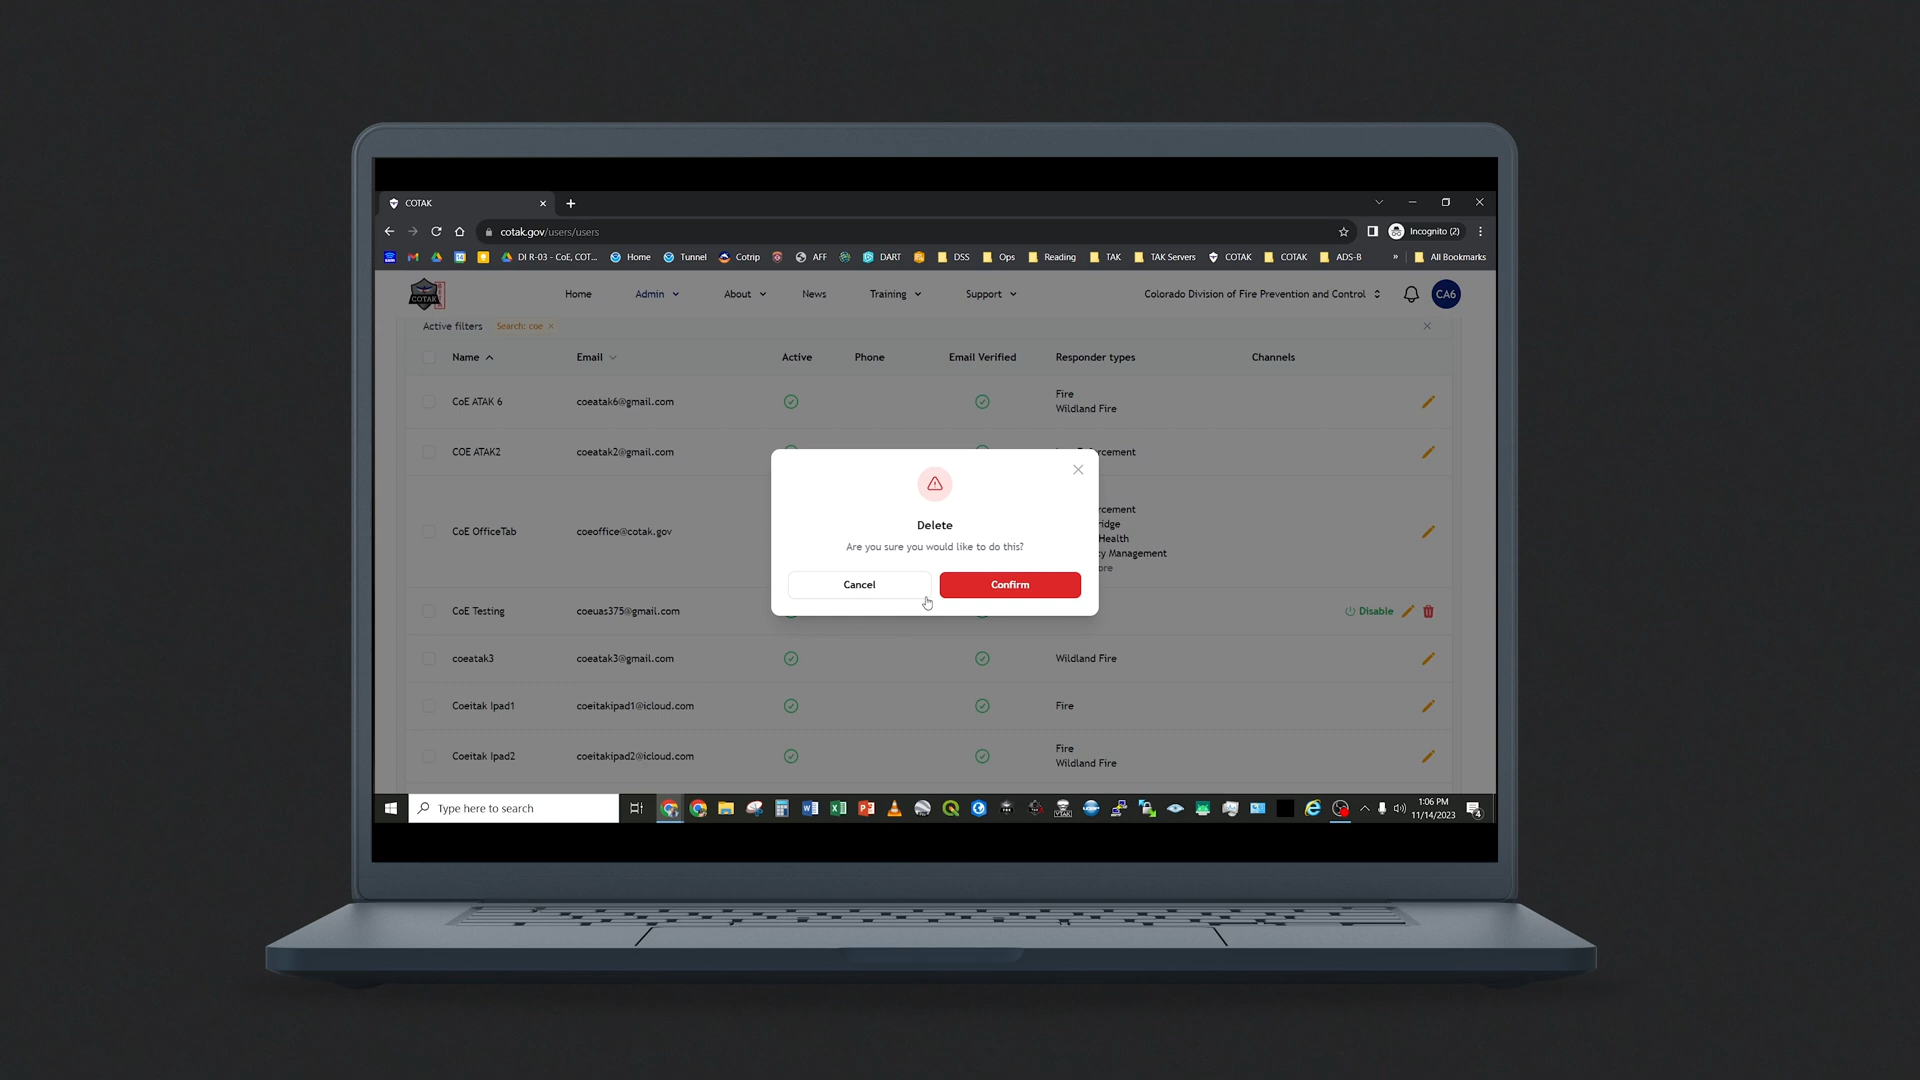 COTAK
cotak.gov/users/users
Incognito (2)
DI R-03 - CoE, COT... Home Tunnel Cotrip AFF DART DSS Ops Reading TAK TAK Servers COTAK COTAK ADS-B » All Bookmarks
COTAK
Home Admin About News Training Support Colorado Division of Fire Prevention and Control CA6
Active filters Search: coe
Name Email Active Phone Email Verified Responder types Channels
CoE ATAK 6 coeatak6@gmail.com Fire
Wildland Fire
COE ATAK2 coeatak2@gmail.com
CoE OfficeTab coeoffice@cotak.gov
Health
Management
CoE Testing coeuas375@gmail.com Disable
coeatak3 coeatak3@gmail.com Wildland Fire
Coeitak Ipad1 coeitakipad1@icloud.com Fire
Coeitak Ipad2 coeitakipad2@icloud.com Fire
Wildland Fire
Delete
Are you sure you would like to do this?
Cancel Confirm
Type here to search
1:06 PM
11/14/2023
4